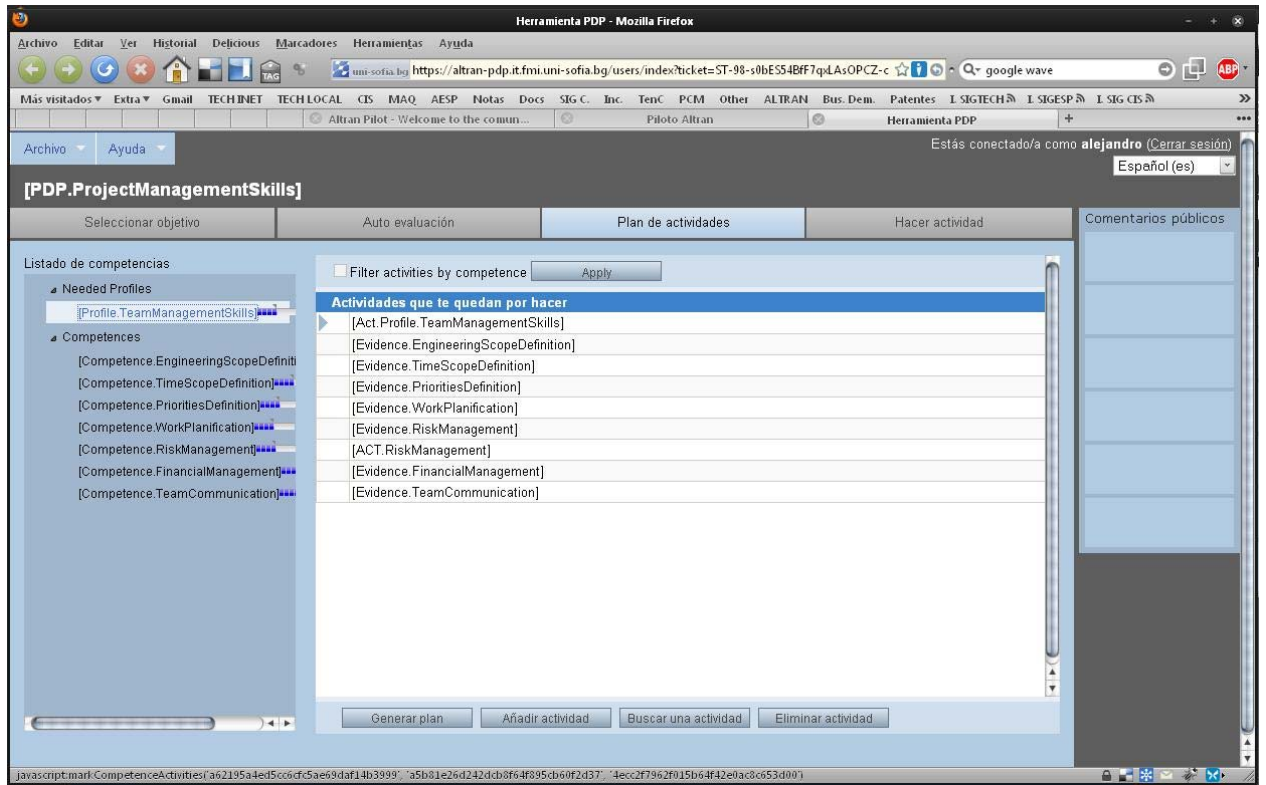 Herramienta PDP - Mozilla Firefox
Archivo Editar Ver Historial Delicious Marcadores Herramientas Ayuda
uni-sofia.bg https://altran-pdp.it.fmi.uni-sofia.bg/users/index?ticket=ST-98-s0bES54BfF7qxLAsOPCZ-c google wave
Más visitados Extra Gmail TECH INET TECH LOCAL CIS MAQ AESP Notas Docs SIG C. Inc. TenC PCM Other ALTRAN Bus. Dem. Patentes I. SIGTECH I. SIGESP I. SIG CIS
Altran Pilot - Welcome to the comun... Piloto Altran Herramienta PDP
Archivo Ayuda
Estás conectado/a como alejandro (Cerrar sesión)
Español (es)
[PDP.ProjectManagementSkills]
Seleccionar objetivo Auto evaluación Plan de actividades Hacer actividad
Comentarios públicos
Listado de competencias
Needed Profiles
[Profile.TeamManagementSkills]
Competences
[Competence.EngineeringScopeDefiniti
[Competence.TimeScopeDefinition]
[Competence.PrioritiesDefinition]
[Competence.WorkPlanification]
[Competence.RiskManagement]
[Competence.FinancialManagement]
[Competence.TeamCommunication]
Filter activities by competence Apply
Actividades que te quedan por hacer
[Act.Profile.TeamManagementSkills]
[Evidence.EngineeringScopeDefinition]
[Evidence.TimeScopeDefinition]
[Evidence.PrioritiesDefinition]
[Evidence.WorkPlanification]
[Evidence.RiskManagement]
[ACT.RiskManagement]
[Evidence.FinancialManagement]
[Evidence.TeamCommunication]
Generar plan Añadir actividad Buscar una actividad Eliminar actividad